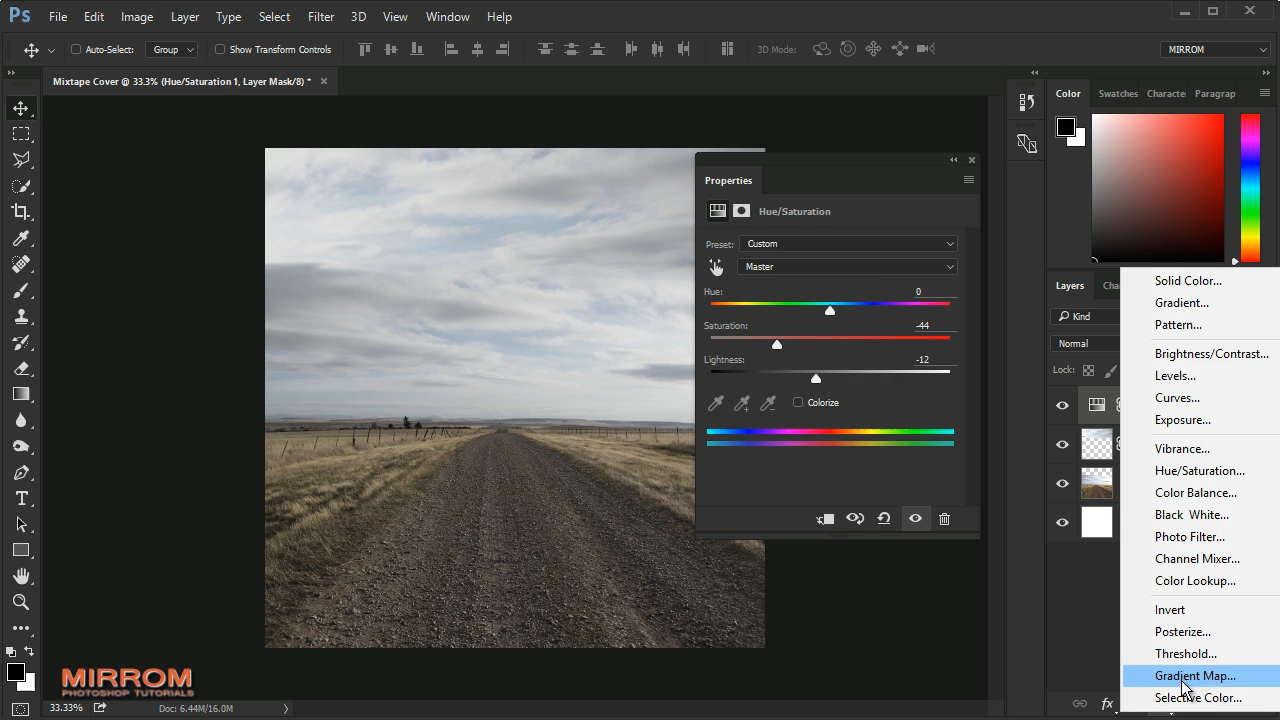 Ps File Edit Image Layer Type Select Filter 3D View Window Help
Auto-Select: Group Show Transform Controls 3D Mode: MIRROM
Mixtape Cover @ 33.3% (Hue/Saturation 1, Layer Mask/8) *
Color Swatches Characte Paragrap
Properties
Hue/Saturation
Preset: Custom
Master
Hue: 0
Saturation: -44
Lightness: -12
Colorize
Layers Cha
Kind
Normal
Lock:
fx
Solid Color...
Gradient...
Pattern...
Brightness/Contrast...
Levels...
Curves...
Exposure...
Vibrance...
Hue/Saturation...
Color Balance...
Black White...
Photo Filter...
Channel Mixer...
Color Lookup...
Invert
Posterize...
Threshold...
Gradient Map...
Selective Color...
MIRROM
PHOTOSHOP TUTORIALS
33.33% Doc: 6.44M/16.0M